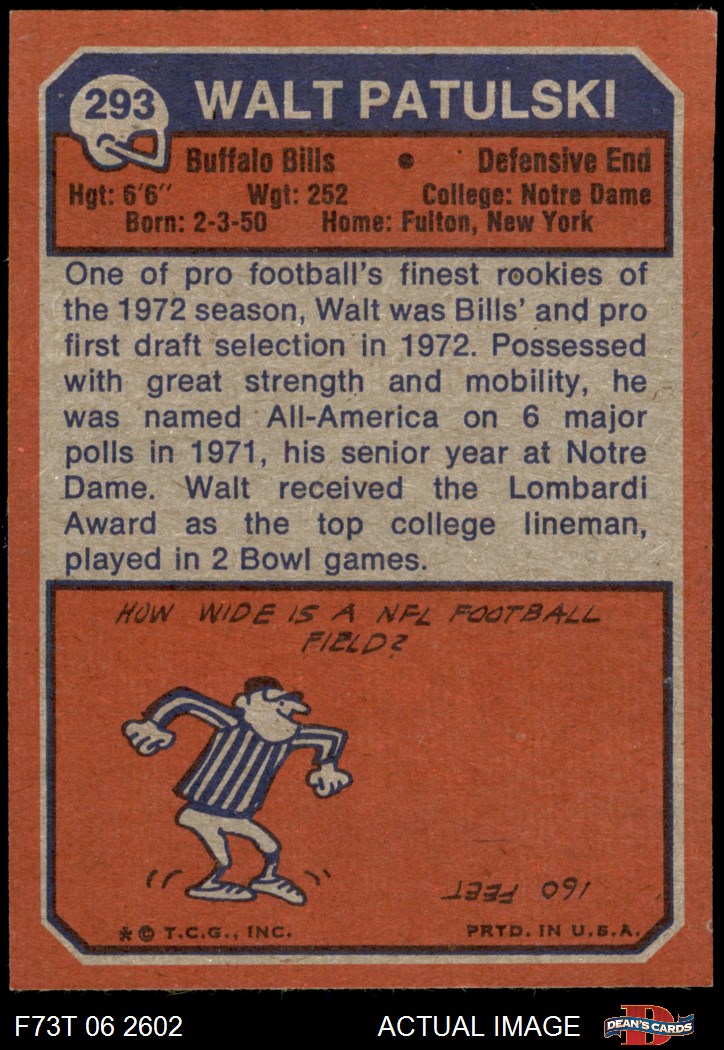 293 WALT PATULSKI
Buffalo Bills • Defensive End
Hgt: 6'6'' Wgt: 252 College: Notre Dame
Born: 2-3-50 Home: Fulton, New York
One of pro football's finest rookies of
the 1972 season, Walt was Bills' and pro
first draft selection in 1972. Possessed
with great strength and mobility, he
was named All-America on 6 major
polls in 1971, his senior year at Notre
Dame. Walt received the Lombardi
Award as the top college lineman,
played in 2 Bowl games.
HOW WIDE IS A NFL FOOTBALL
FIELD?
160 FEET
* © T.C.G., INC. PRTD. IN U.S.A.
F73T 06 2602 ACTUAL IMAGE D DEAN'S CARDS